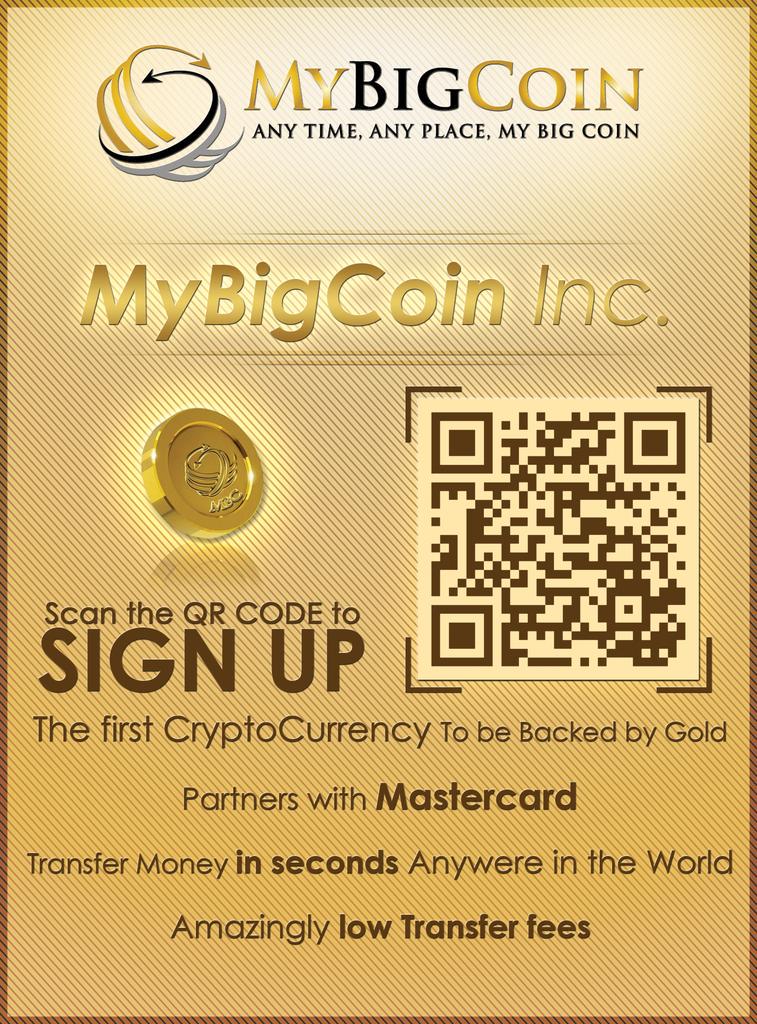 MyBigCoin
ANY TIME, ANY PLACE, MY BIG COIN
MyBigCoin Inc.
MBC
Scan the QR CODE to
SIGN UP
The first CryptoCurrency To be Backed by Gold
Partners with Mastercard
Transfer Money in seconds Anywere in the World
Amazingly low Transfer fees